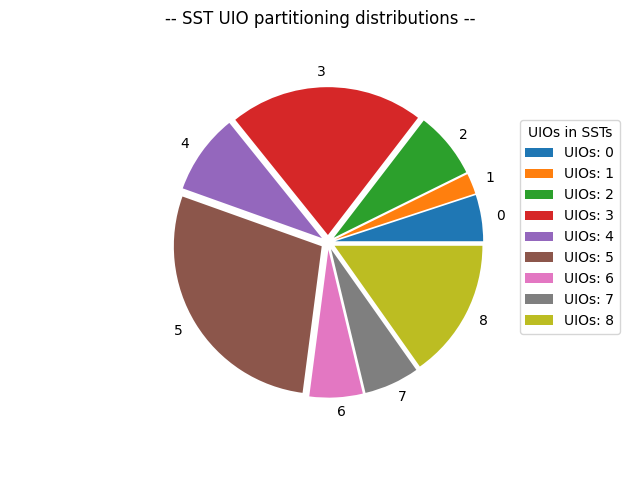 -- SST UIO partitioning distributions --
3
4
2
1
0
5
8
7
6
UIOs in SSTs
UIOs: 0
UIOs: 1
UIOs: 2
UIOs: 3
UIOs: 4
UIOs: 5
UIOs: 6
UIOs: 7
UIOs: 8